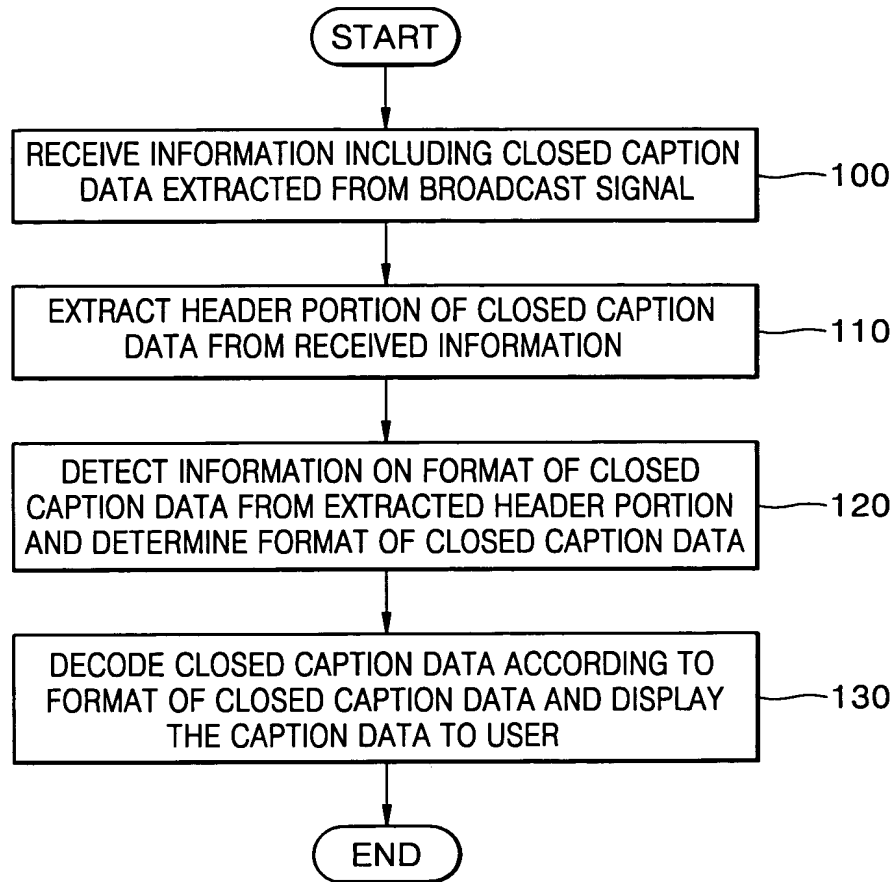 START
RECEIVE INFORMATION INCLUDING CLOSED CAPTION
DATA EXTRACTED FROM BROADCAST SIGNAL
100
EXTRACT HEADER PORTION OF CLOSED CAPTION
DATA FROM RECEIVED INFORMATION
110
DETECT INFORMATION ON FORMAT OF CLOSED
CAPTION DATA FROM EXTRACTED HEADER PORTION
AND DETERMINE FORMAT OF CLOSED CAPTION DATA
120
DECODE CLOSED CAPTION DATA ACCORDING TO
FORMAT OF CLOSED CAPTION DATA AND DISPLAY
THE CAPTION DATA TO USER
130
END